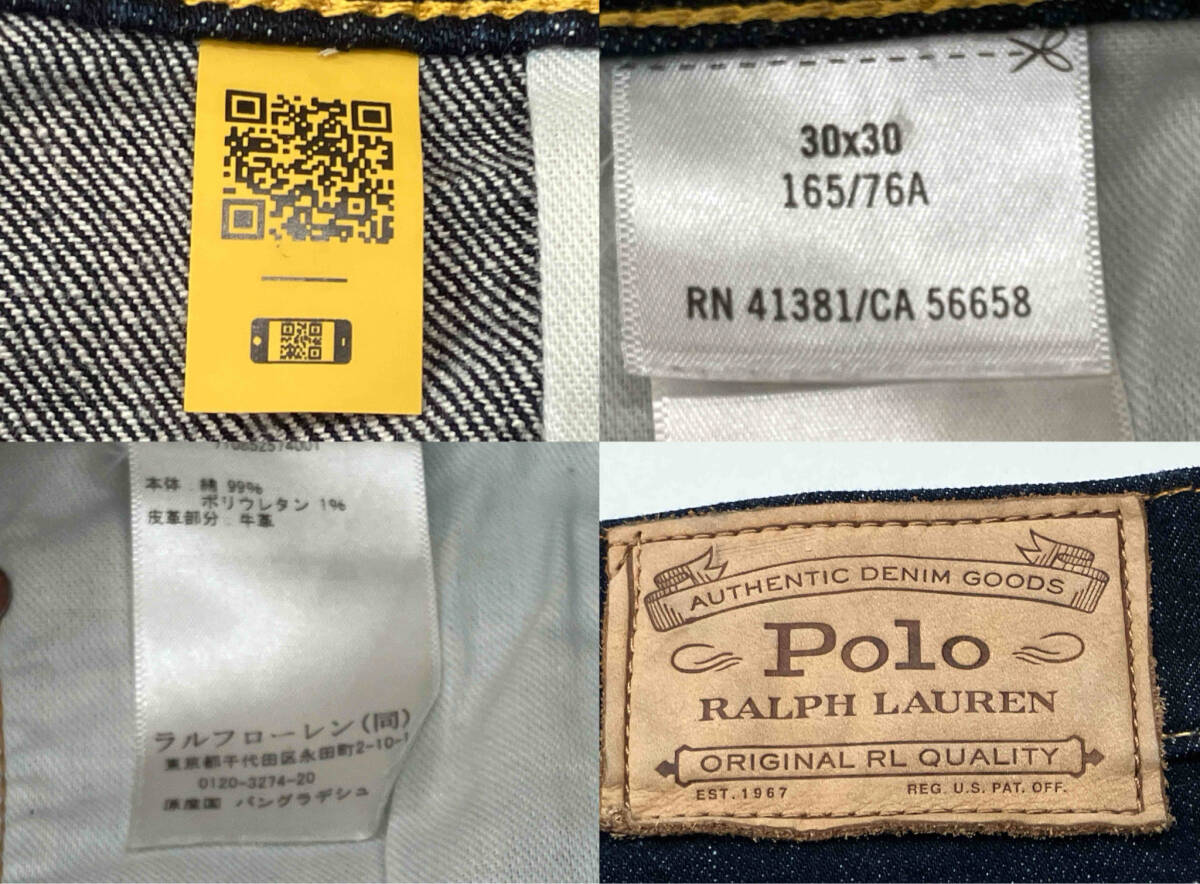 30x30
165/76A
RN 41381/CA 56658
本体 : 綿 99%
ポリウレタン 1%
皮革部分 : 牛革
ラルフローレン(同)
東京都千代田区永田町2-10-1
0120-3274-20
原産国 バングラデシュ
AUTHENTIC DENIM GOODS
Polo
RALPH LAUREN
ORIGINAL RL QUALITY
EST. 1967 REG. U.S. PAT. OFF.